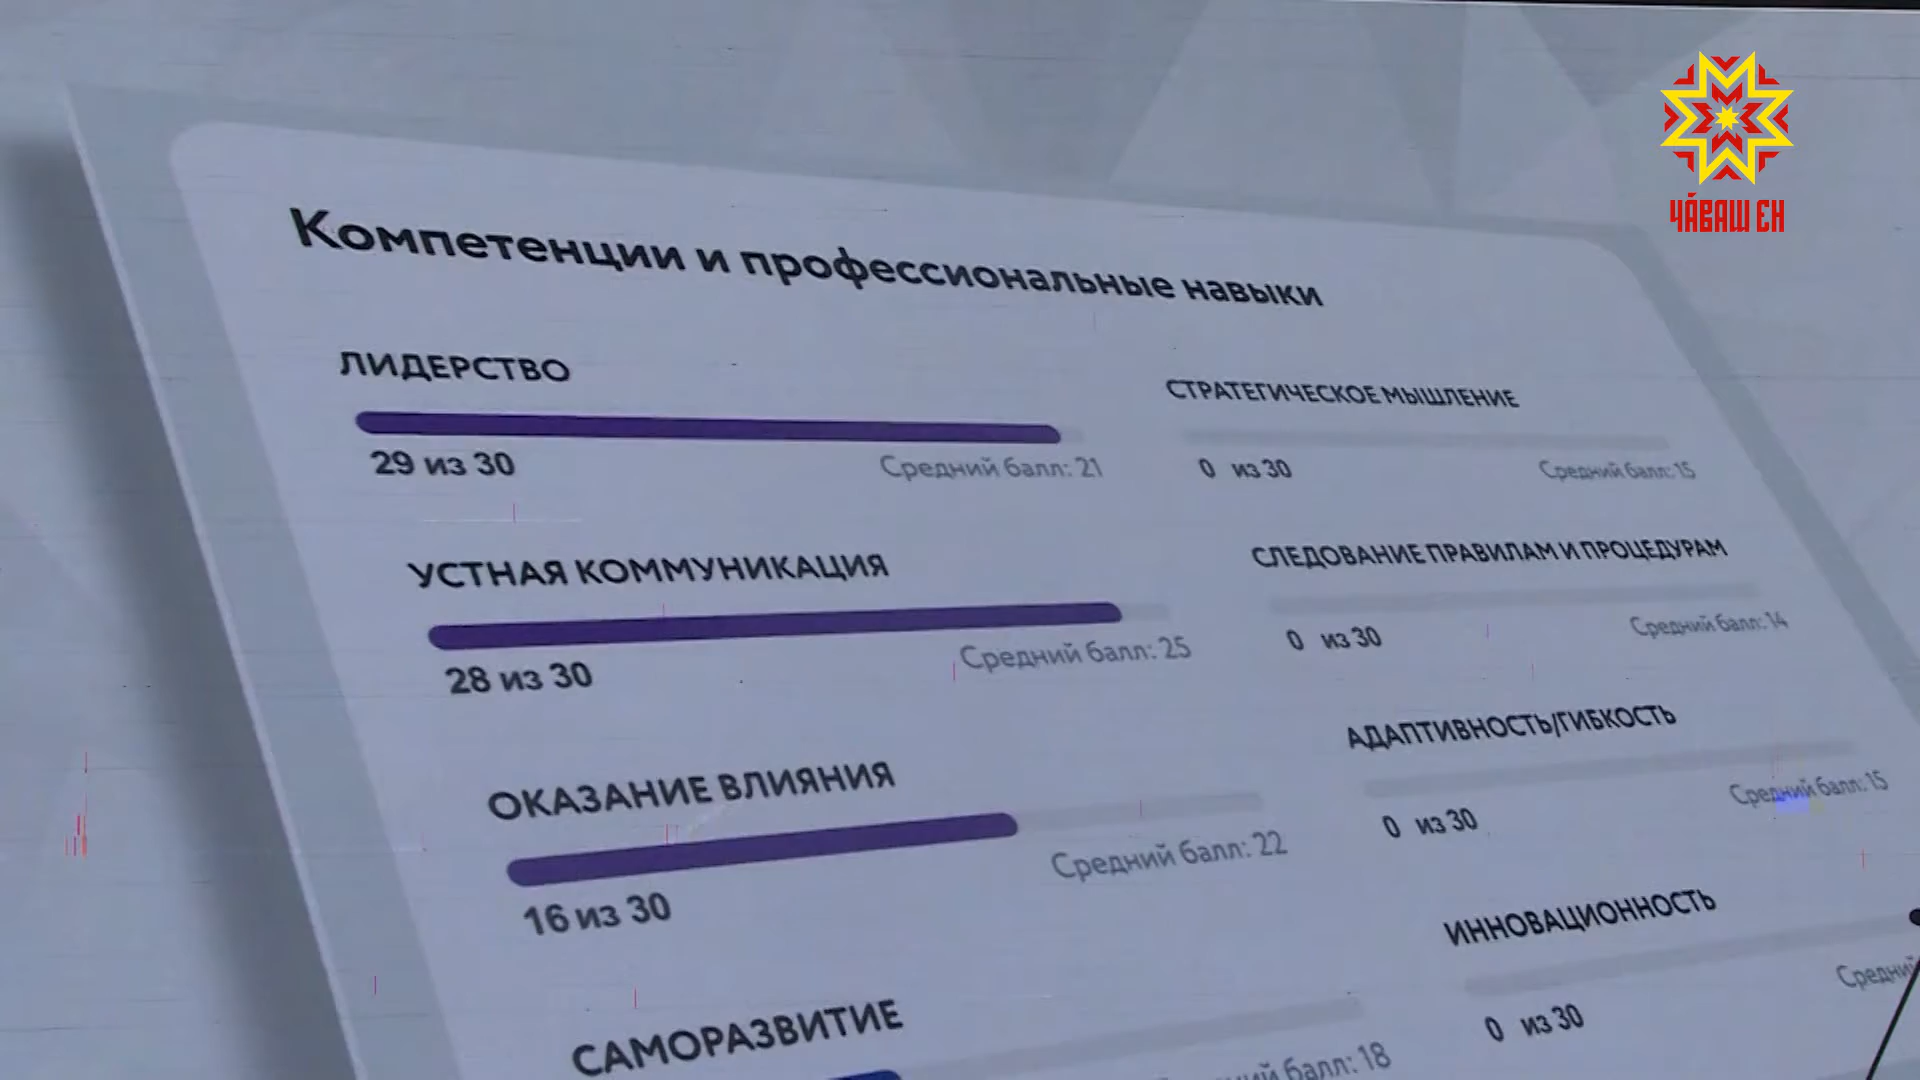 ЧӐВАШ ЕН
Компетенции и профессиональные навыки
ЛИДЕРСТВО
29 из 30
Средний балл: 21
УСТНАЯ КОММУНИКАЦИЯ
28 из 30
Средний балл: 25
ОКАЗАНИЕ ВЛИЯНИЯ
16 из 30
Средний балл: 22
САМОРАЗВИТИЕ
балл: 18
СТРАТЕГИЧЕСКОЕ МЫШЛЕНИЕ
0 из 30
Средний балл: 15
СЛЕДОВАНИЕ ПРАВИЛАМ И ПРОЦЕДУРАМ
0 из 30
Средний балл: 14
АДАПТИВНОСТЬ/ГИБКОСТЬ
0 из 30
Средний балл: 15
ИННОВАЦИОННОСТЬ
0 из 30